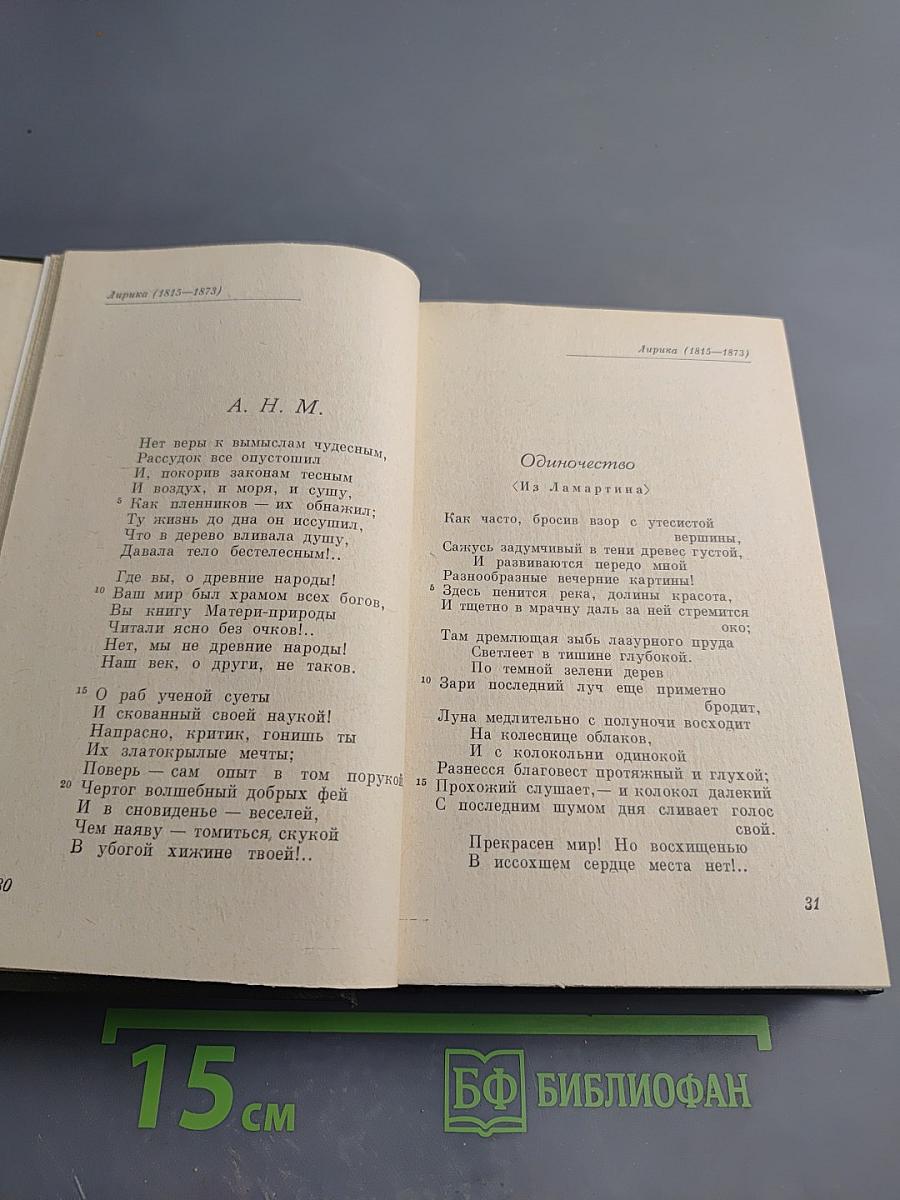 Лирика (1815—1873)
А. Н. М.
Нет веры к вымыслам чудесным,
Рассудок все опустошил
И, покорив законам тесным
И воздух, и моря, и сушу,
5 Как пленников — их обнажил;
Ту жизнь до дна он иссушил,
Что в дерево вливала душу,
Давала тело бестелесным!..
Где вы, о древние народы!
10 Ваш мир был храмом всех богов,
Вы книгу Матери-природы
Читали ясно без очков!..
Нет, мы не древние народы!
Наш век, о други, не таков.
15 О раб ученой суеты
И скованный своей наукой!
Напрасно, критик, гонишь ты
Их златокрылые мечты;
Поверь — сам опыт в том порукой
20 Чертог волшебный добрых фей
И в сновиденье — веселей,
Чем наяву — томиться скукой
В убогой хижине твоей!..
30
Лирика (1815—1873)
Одиночество
〈Из Ламартина〉
Как часто, бросив взор с утесистой
вершины,
Сажусь задумчивый в тени древес густой,
И развиваются передо мной
Разнообразные вечерние картины!
5 Здесь пенится река, долины красота,
И тщетно в мрачну даль за ней стремится
око;
Там дремлющая зыбь лазурного пруда
Светлеет в тишине глубокой.
По темной зелени дерев
10 Зари последний луч еще приметно
бродит,
Луна медлительно с полуночи восходит
На колеснице облаков,
И с колокольни одинокой
Разнесся благовест протяжный и глухой;
15 Прохожий слушает,— и колокол далекий
С последним шумом дня сливает голос
свой.
Прекрасен мир! Но восхищенью
В иссохшем сердце места нет!..
31
15 см
БФ БИБЛИОФАН